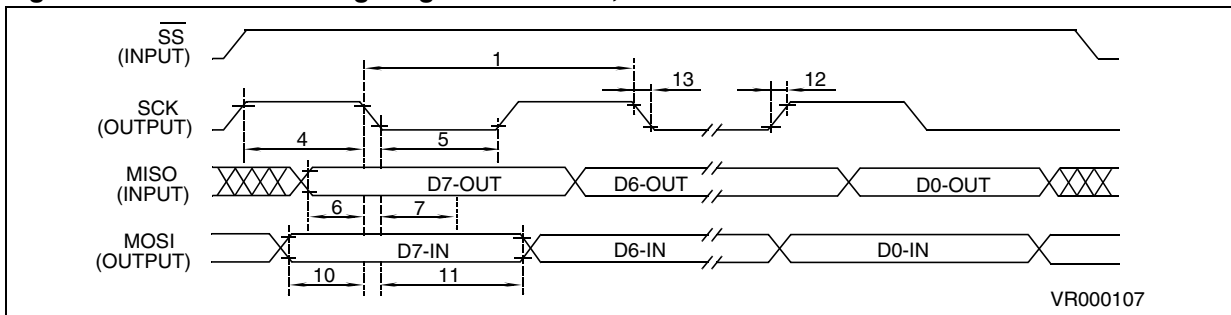 SS
(INPUT)
1
13
12
SCK
(OUTPUT)
4
5
MISO
(INPUT)
D7-OUT
D6-OUT
D0-OUT
6
7
MOSI
(OUTPUT)
D7-IN
D6-IN
D0-IN
10
11
VR000107